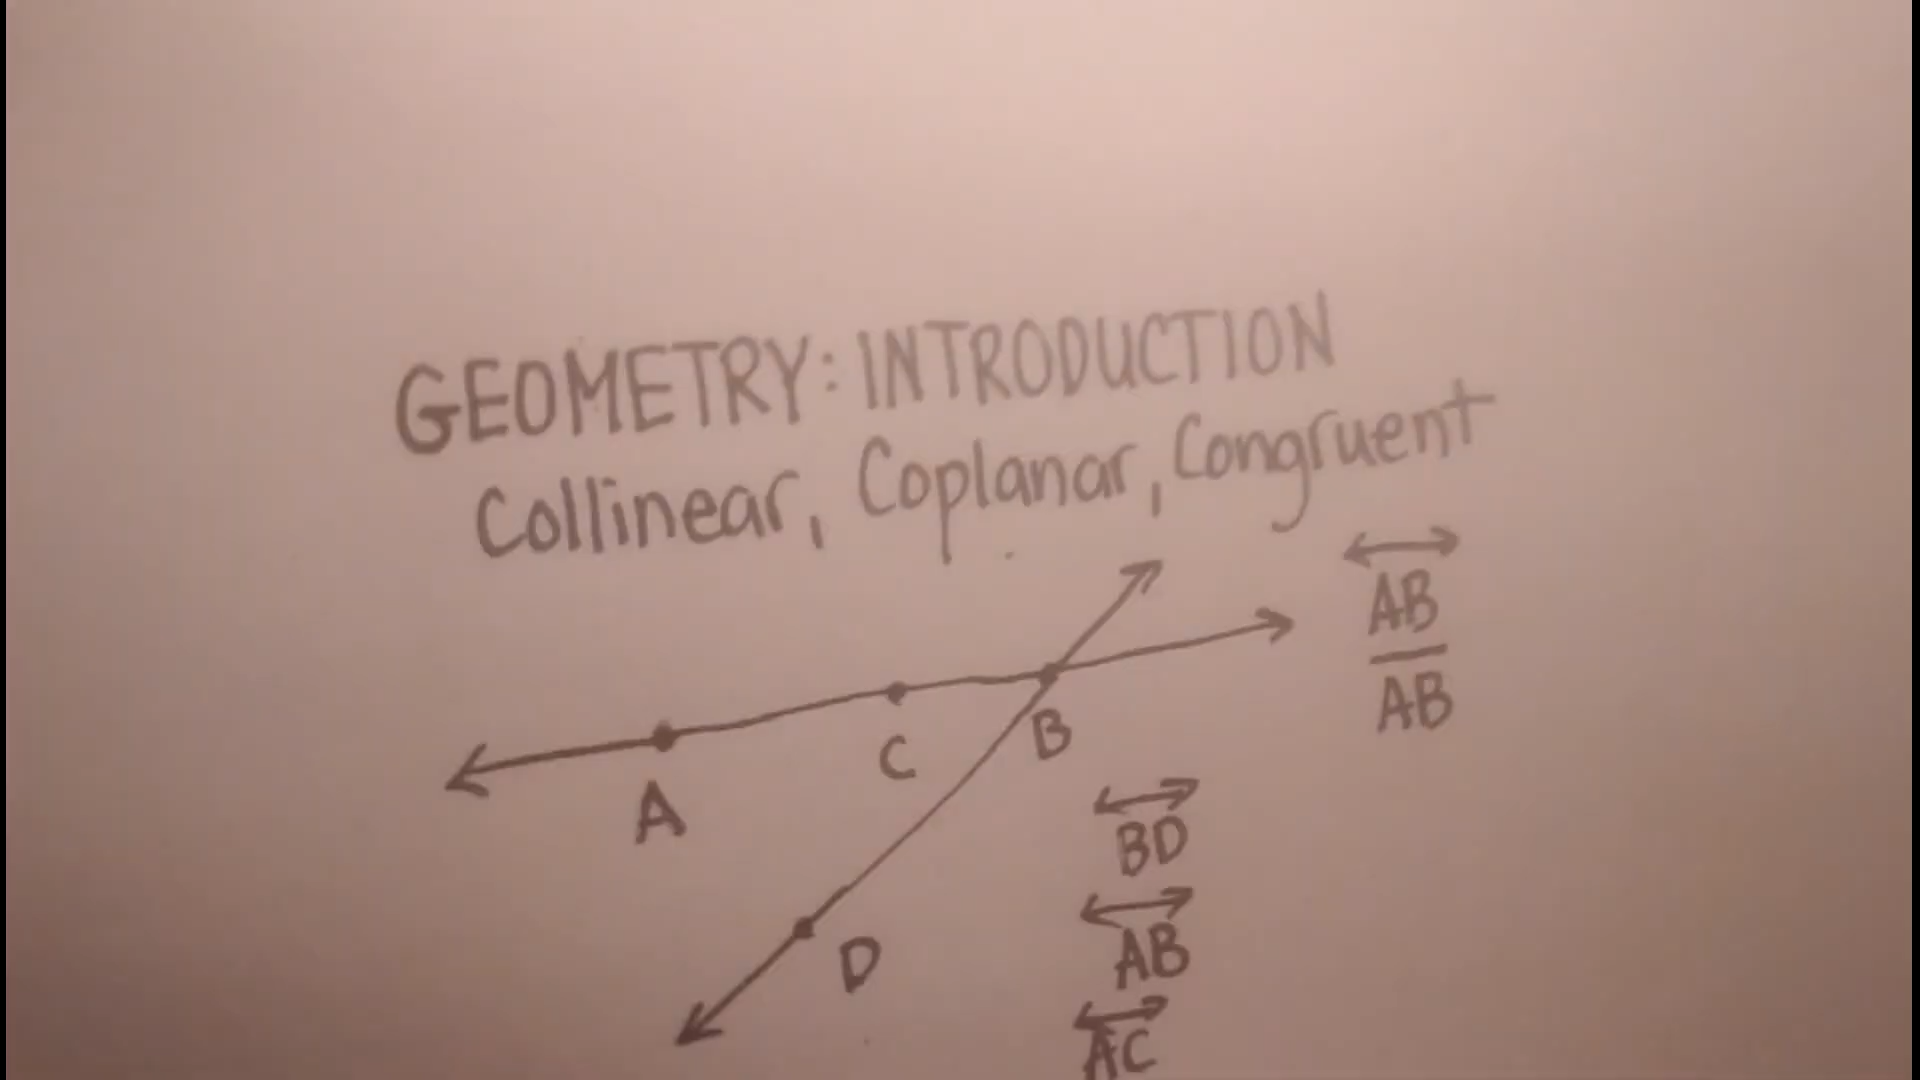 GEOMETRY: INTRODUCTION
Collinear, Coplanar, Congruent
AB
AB
C
B
A
BD
D
AB
AC